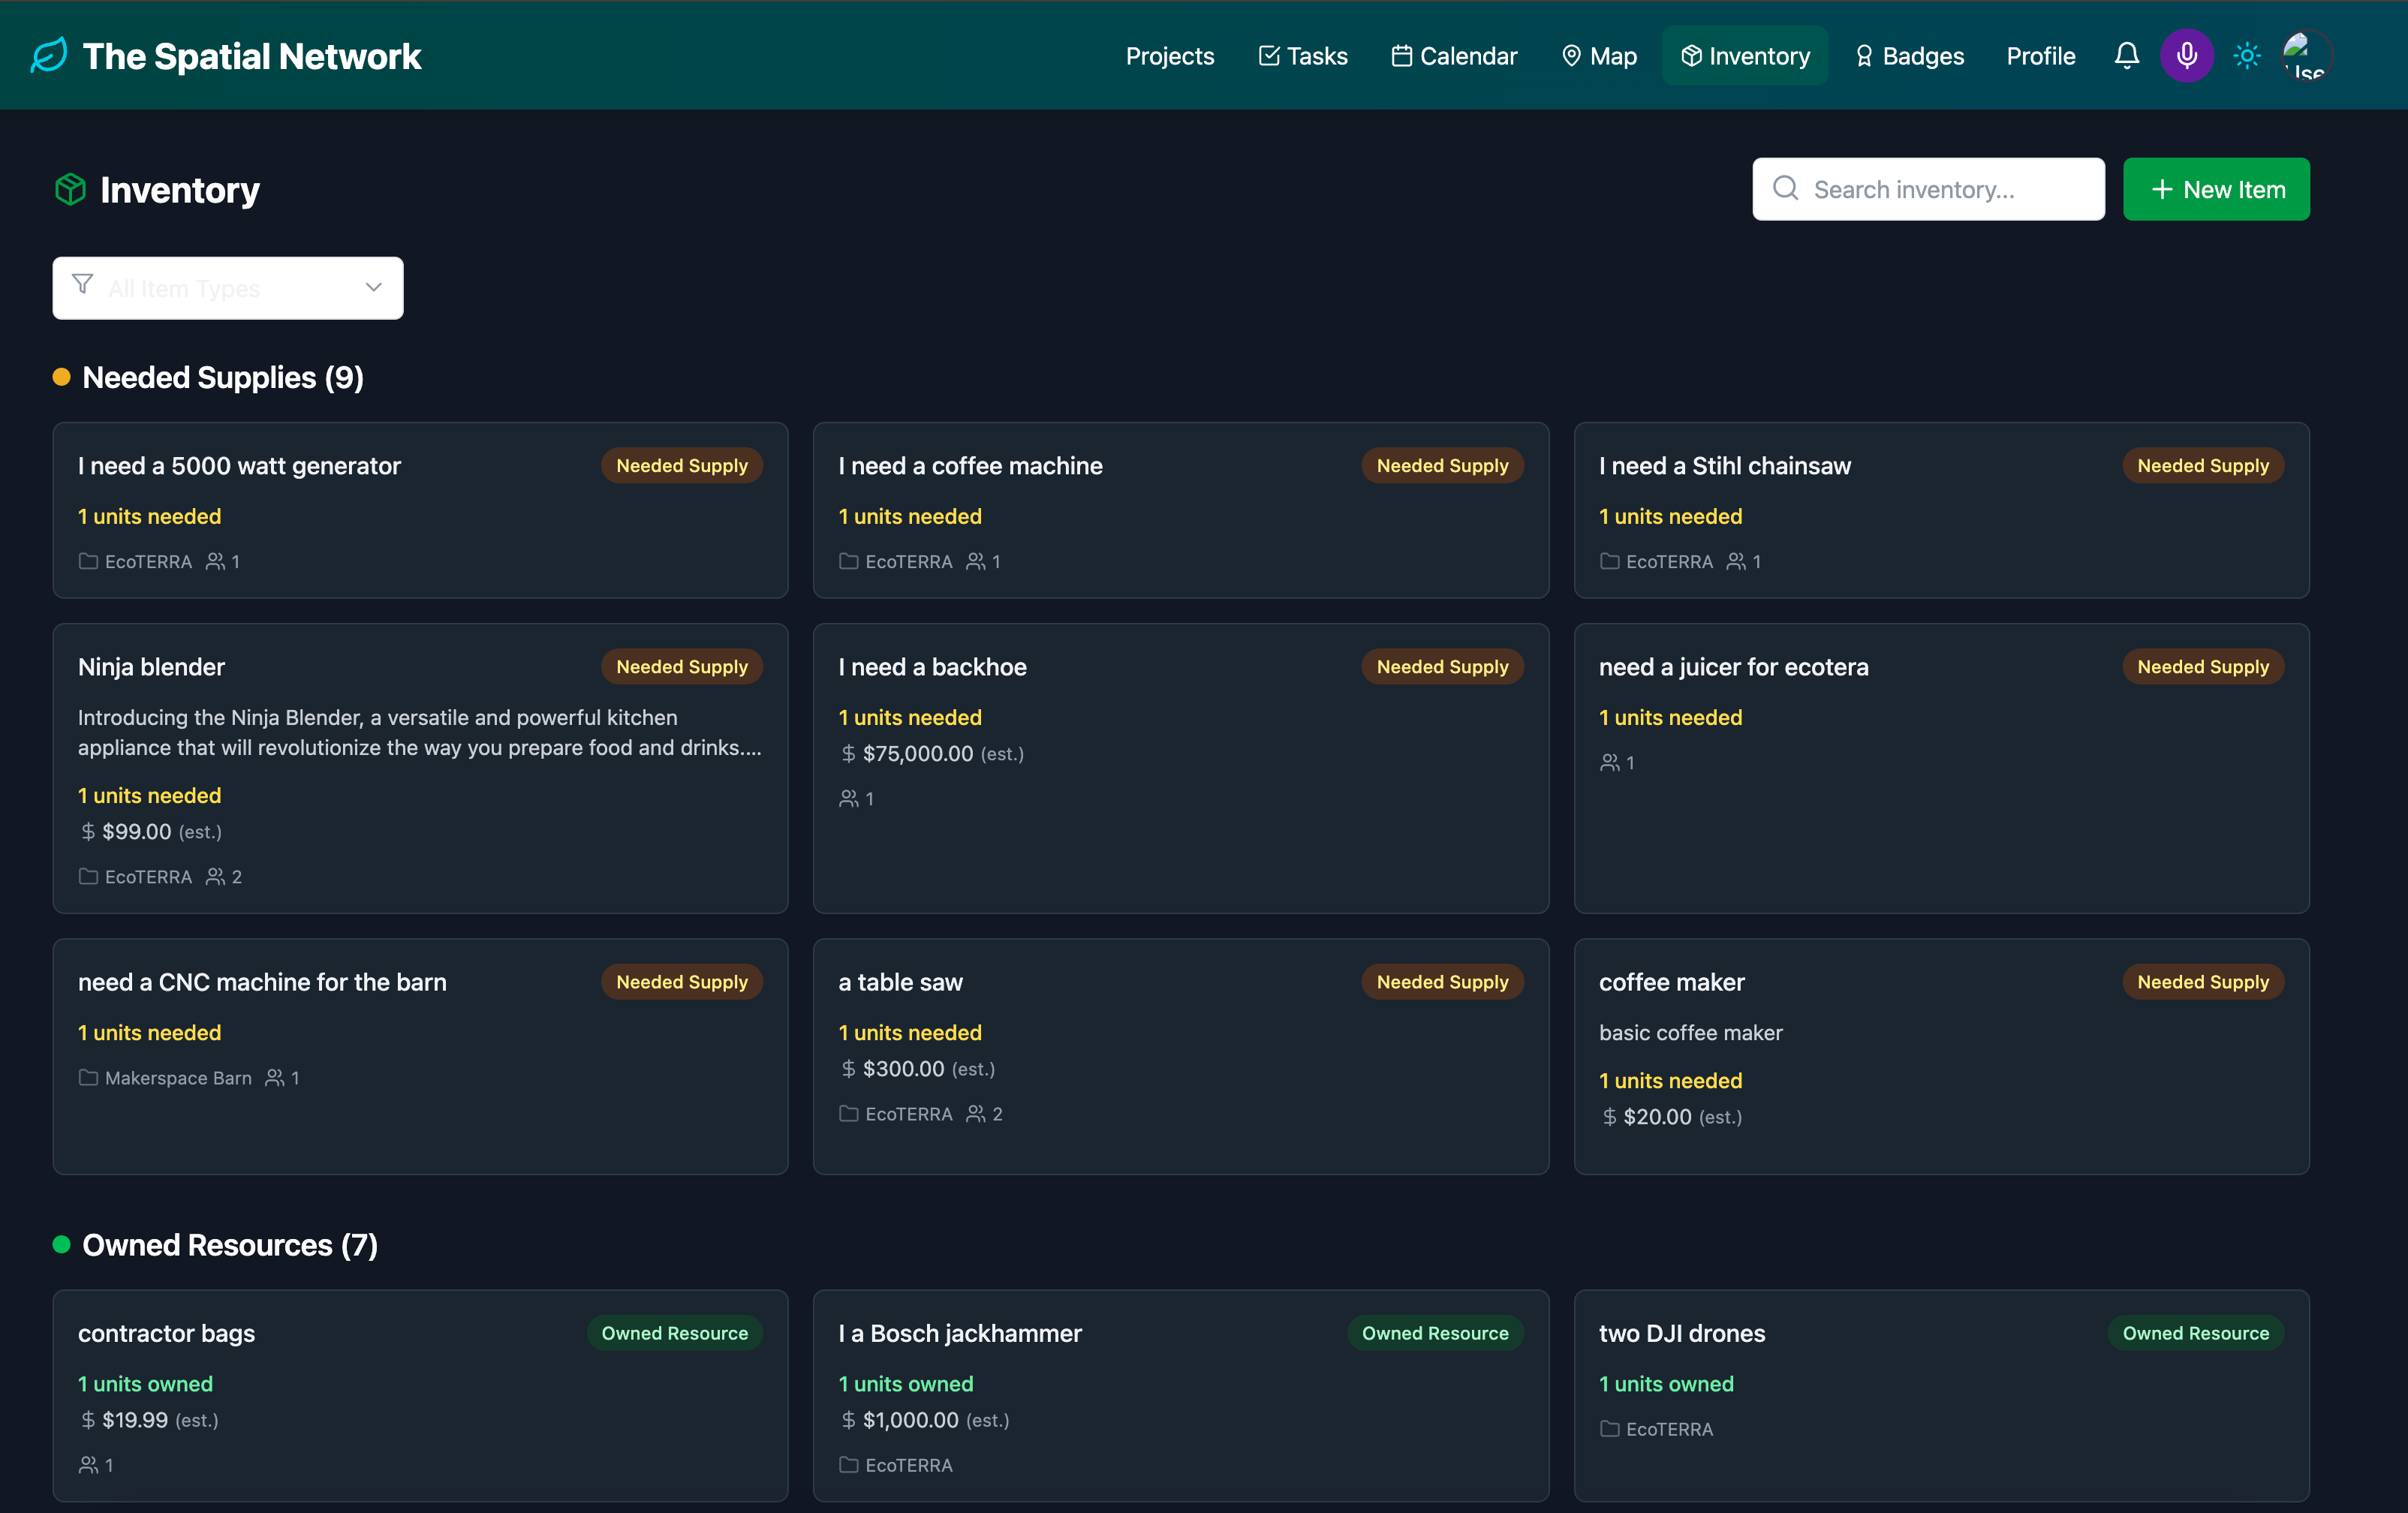 The Spatial Network
Projects
Tasks
Calendar
Map
Inventory
Badges
Profile
Inventory
Search inventory...
New Item
All Item Types
Needed Supplies (9)
I need a 5000 watt generator
Needed Supply
1 units needed
EcoTERRA
1
I need a coffee machine
Needed Supply
1 units needed
EcoTERRA
1
I need a Stihl chainsaw
Needed Supply
1 units needed
EcoTERRA
1
Ninja blender
Needed Supply
Introducing the Ninja Blender, a versatile and powerful kitchen
appliance that will revolutionize the way you prepare food and drinks....
1 units needed
$ $99.00 (est.)
EcoTERRA
2
I need a backhoe
Needed Supply
1 units needed
$ $75,000.00 (est.)
1
need a juicer for ecotera
Needed Supply
1 units needed
1
need a CNC machine for the barn
Needed Supply
1 units needed
Makerspace Barn
1
a table saw
Needed Supply
1 units needed
$ $300.00 (est.)
EcoTERRA
2
coffee maker
Needed Supply
basic coffee maker
1 units needed
$ $20.00 (est.)
Owned Resources (7)
contractor bags
Owned Resource
1 units owned
$ $19.99 (est.)
1
I a Bosch jackhammer
Owned Resource
1 units owned
$ $1,000.00 (est.)
EcoTERRA
two DJI drones
Owned Resource
1 units owned
EcoTERRA